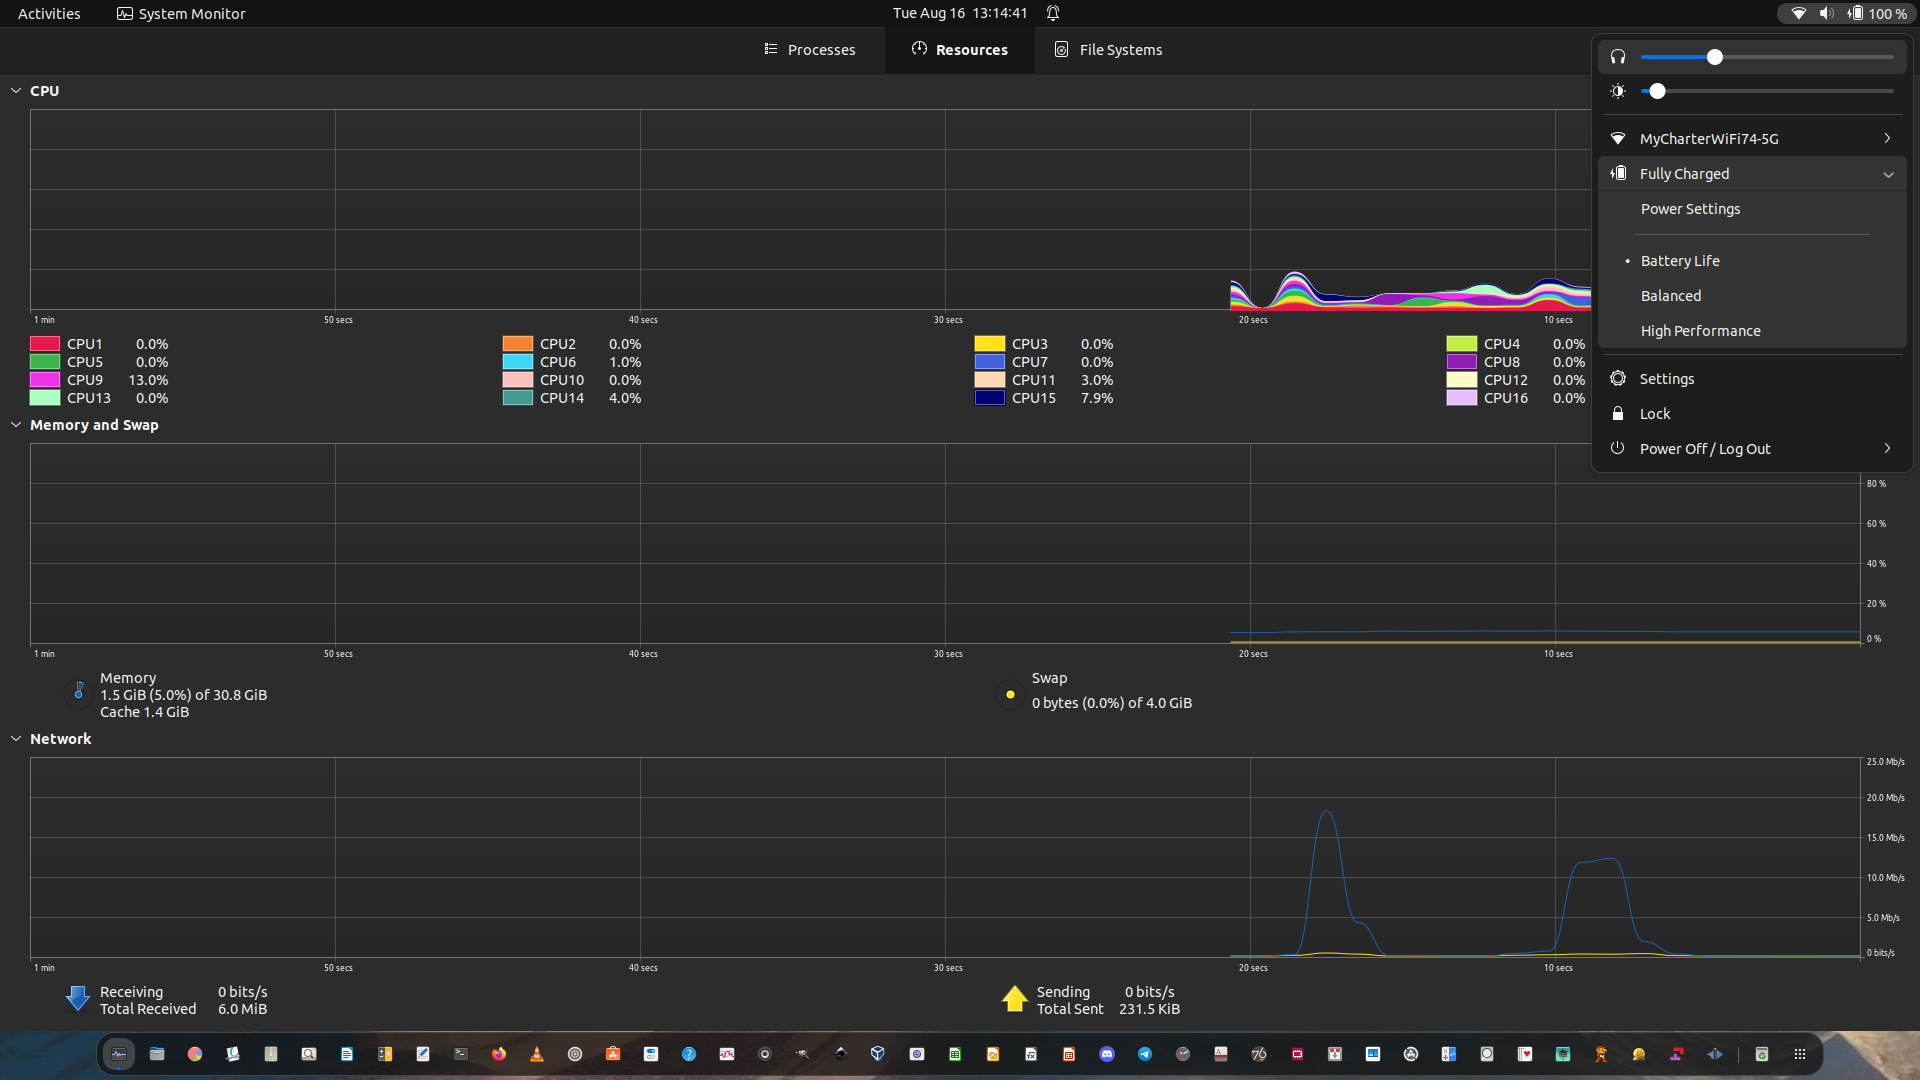 Activities
System Monitor
Tue Aug 16 13:14:41
100 %
Processes
Resources
File Systems
CPU
1 min
50 secs
40 secs
30 secs
20 secs
10 secs
CPU1 0.0%
CPU2 0.0%
CPU3 0.0%
CPU4 0.0%
CPU5 0.0%
CPU6 1.0%
CPU7 0.0%
CPU8 0.0%
CPU9 13.0%
CPU10 0.0%
CPU11 3.0%
CPU12 0.0%
CPU13 0.0%
CPU14 4.0%
CPU15 7.9%
CPU16 0.0%
MyCharterWiFi74-5G
Fully Charged
Power Settings
Battery Life
Balanced
High Performance
Settings
Lock
Power Off / Log Out
Memory and Swap
80 %
60 %
40 %
20 %
0 %
1 min
50 secs
40 secs
30 secs
20 secs
10 secs
Memory
1.5 GiB (5.0%) of 30.8 GiB
Cache 1.4 GiB
Swap
0 bytes (0.0%) of 4.0 GiB
Network
25.0 Mb/s
20.0 Mb/s
15.0 Mb/s
10.0 Mb/s
5.0 Mb/s
0 bits/s
1 min
50 secs
40 secs
30 secs
20 secs
10 secs
Receiving 0 bits/s
Total Received 6.0 MiB
Sending 0 bits/s
Total Sent 231.5 KiB
76